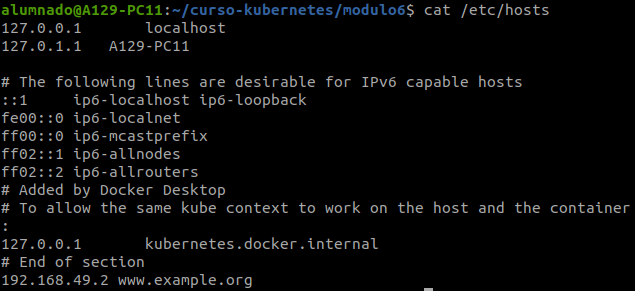 alumnado@A129-PC11:~/curso-kubernetes/modulo6$ cat /etc/hosts
127.0.0.1       localhost
127.0.1.1   A129-PC11

# The following lines are desirable for IPv6 capable hosts
::1     ip6-localhost ip6-loopback
fe00::0 ip6-localnet
ff00::0 ip6-mcastprefix
ff02::1 ip6-allnodes
ff02::2 ip6-allrouters
# Added by Docker Desktop
# To allow the same kube context to work on the host and the container
:
127.0.0.1       kubernetes.docker.internal
# End of section
192.168.49.2 www.example.org